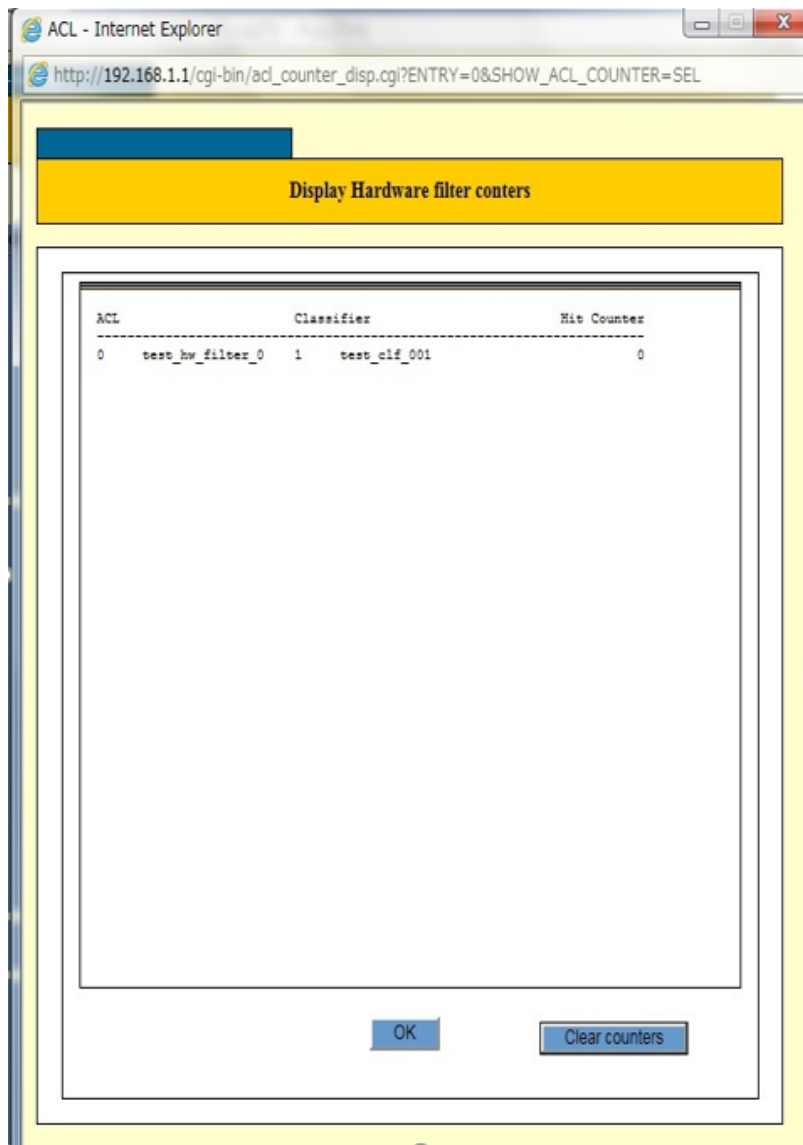 ACL - Internet Explorer
http://192.168.1.1/cgi-bin/acl_counter_disp.cgi?ENTRY=0&SHOW_ACL_COUNTER=SEL
Display Hardware filter conters
ACL Classifier Hit Counter
------------------------------------------------------------------------
0 test_hw_filter_0 1 test_clf_001 0
OK Clear counters